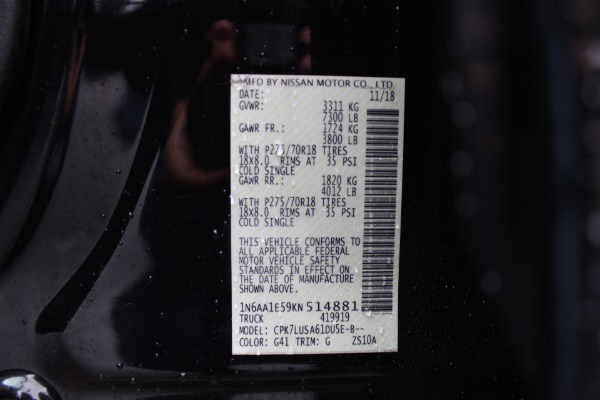 MFD BY NISSAN MOTOR CO., LTD.
DATE: 11/18
GVWR: 3311 KG
7300 LB
GAWR FR.: 1724 KG
3800 LB
WITH P275/70R18 TIRES
18X8.0 RIMS AT 35 PSI
COLD SINGLE
GAWR RR.: 1820 KG
4012 LB
WITH P275/70R18 TIRES
18X8.0 RIMS AT 35 PSI
COLD SINGLE
THIS VEHICLE CONFORMS TO
ALL APPLICABLE FEDERAL
MOTOR VEHICLE SAFETY
STANDARDS IN EFFECT ON
THE DATE OF MANUFACTURE
SHOWN ABOVE.
1N6AA1E59KN514881
TRUCK 419919
MODEL: CPK7LUSA61DU5E-B--
COLOR: G41 TRIM: G ZS10A